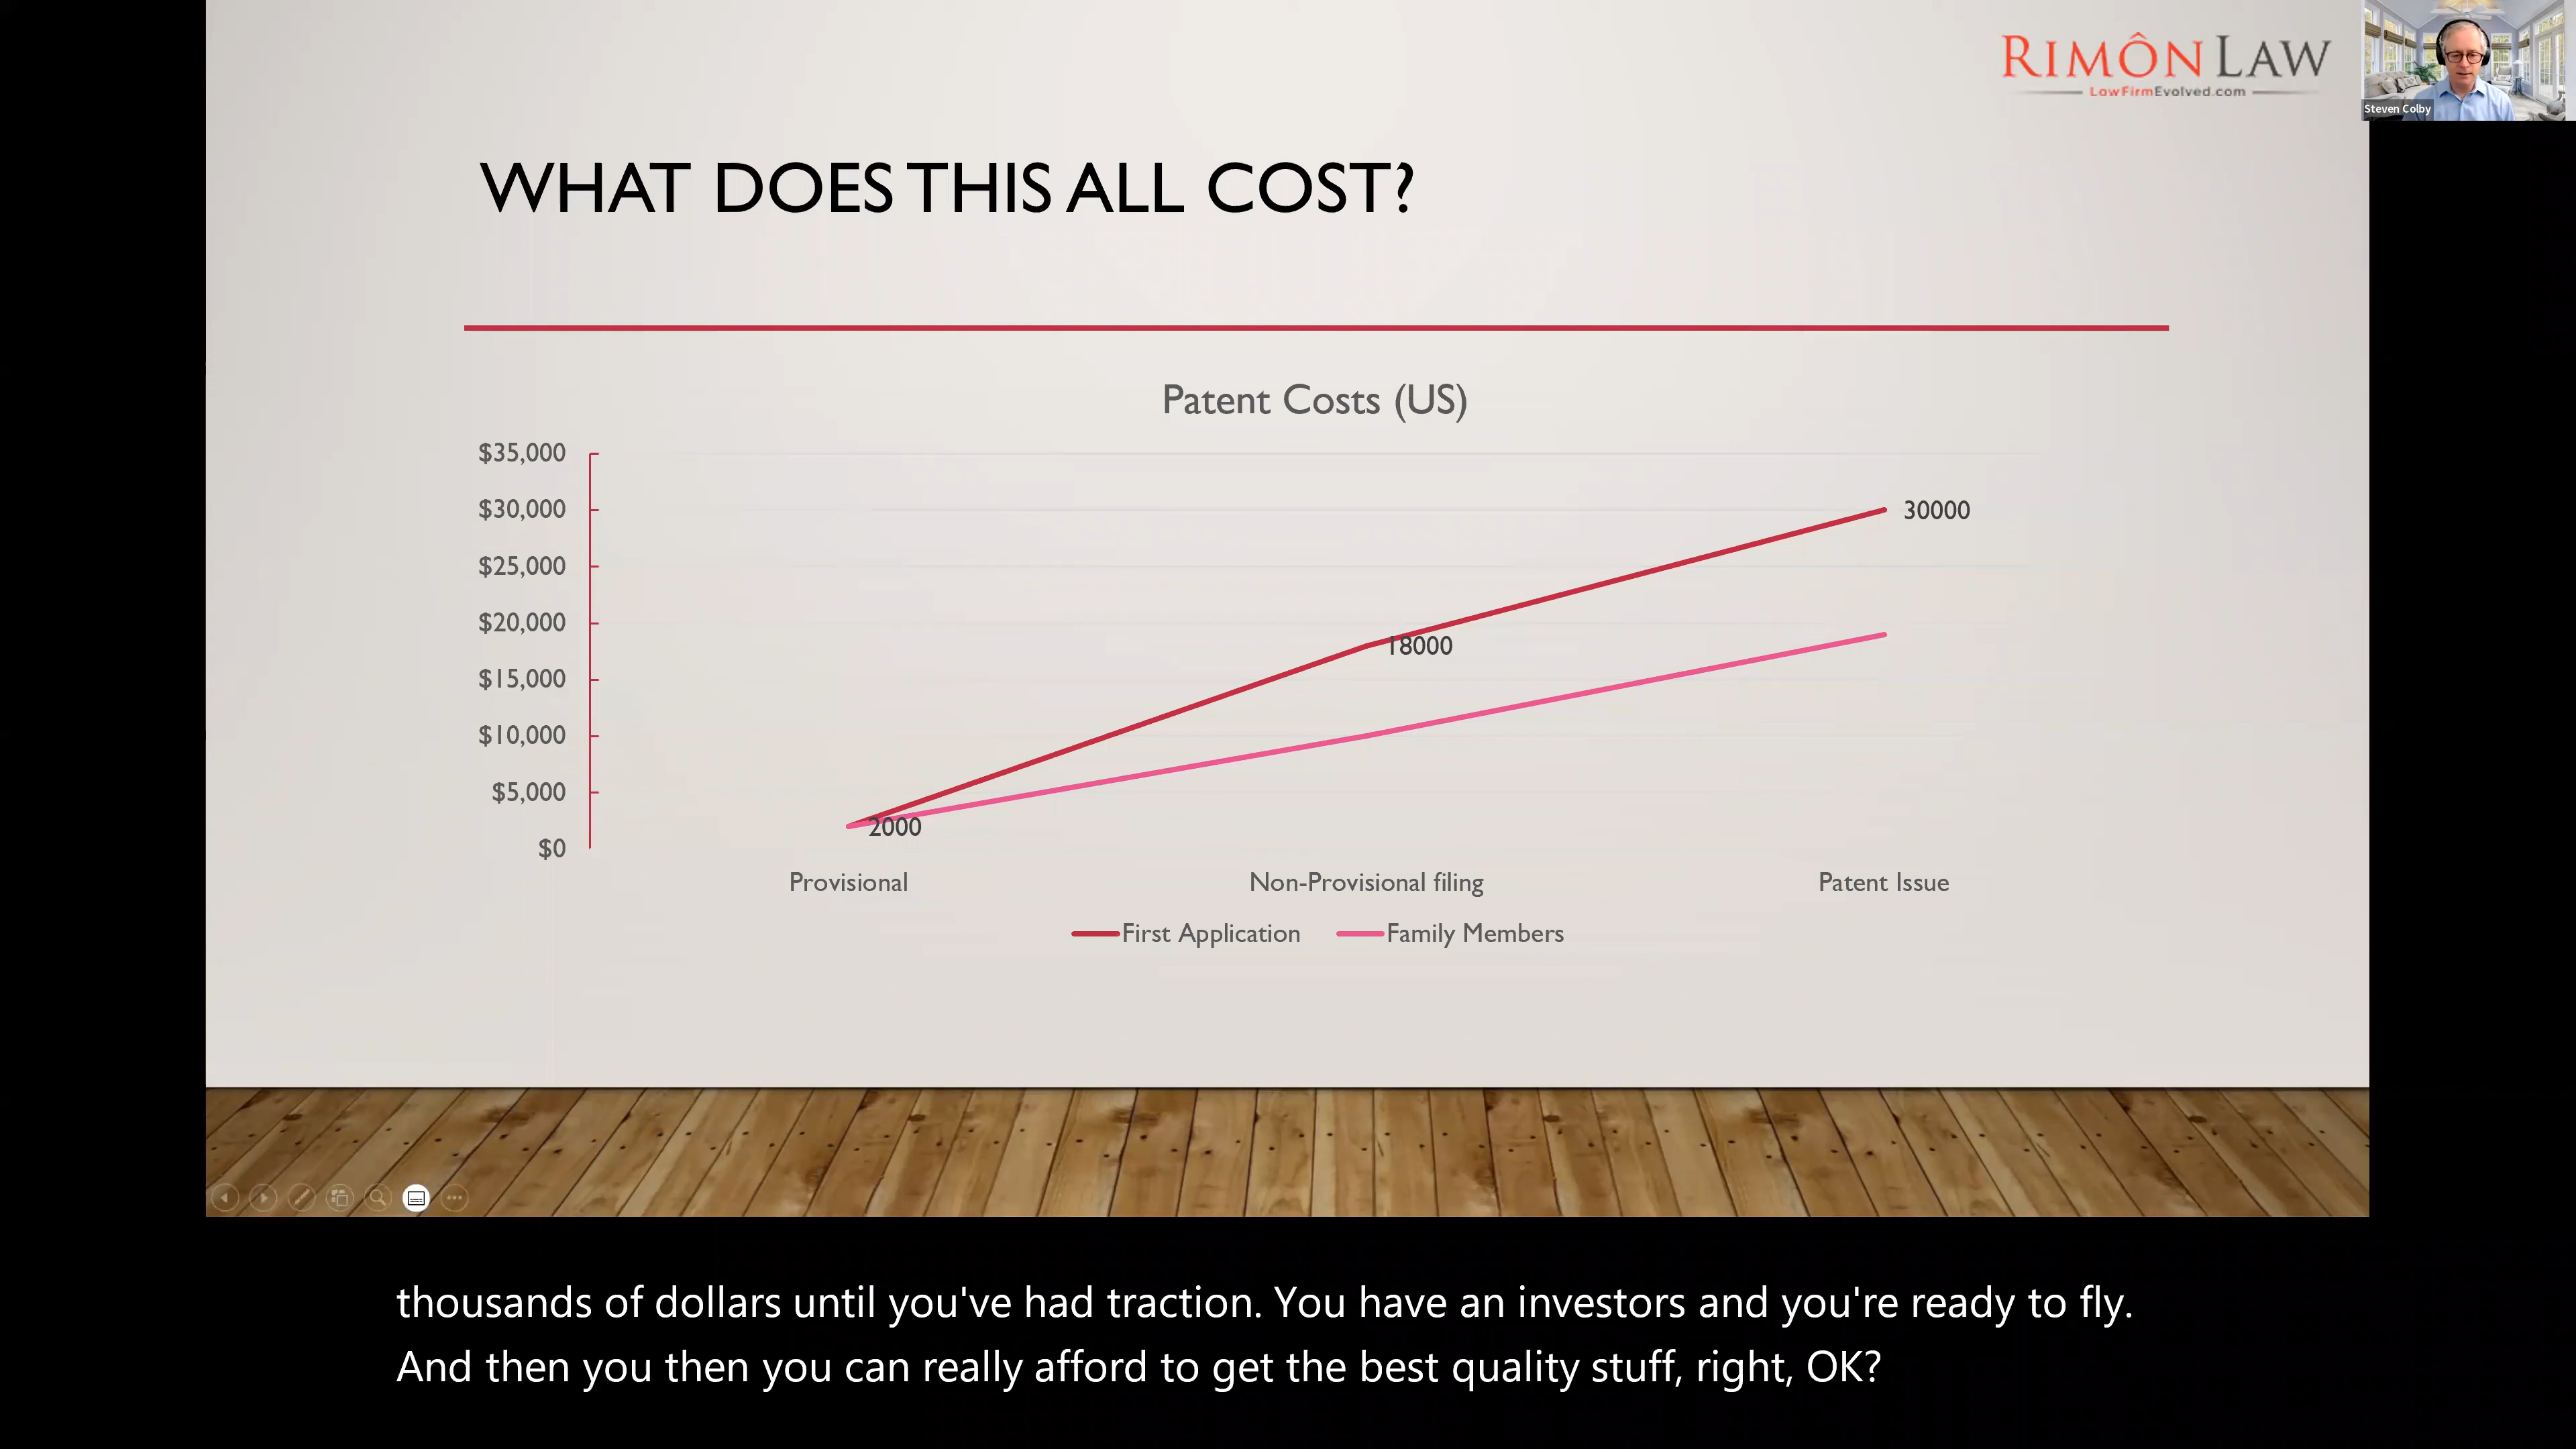 RIMÔN LAW
LawFirmEvolved.com
Steven Colby
WHAT DOES THIS ALL COST?
Patent Costs (US)
$35,000
$30,000
$25,000
$20,000
$15,000
$10,000
$5,000
$0
30000
18000
2000
Provisional
Non-Provisional filing
Patent Issue
First Application
Family Members
thousands of dollars until you've had traction. You have an investors and you're ready to fly.
And then you then you can really afford to get the best quality stuff, right, OK?